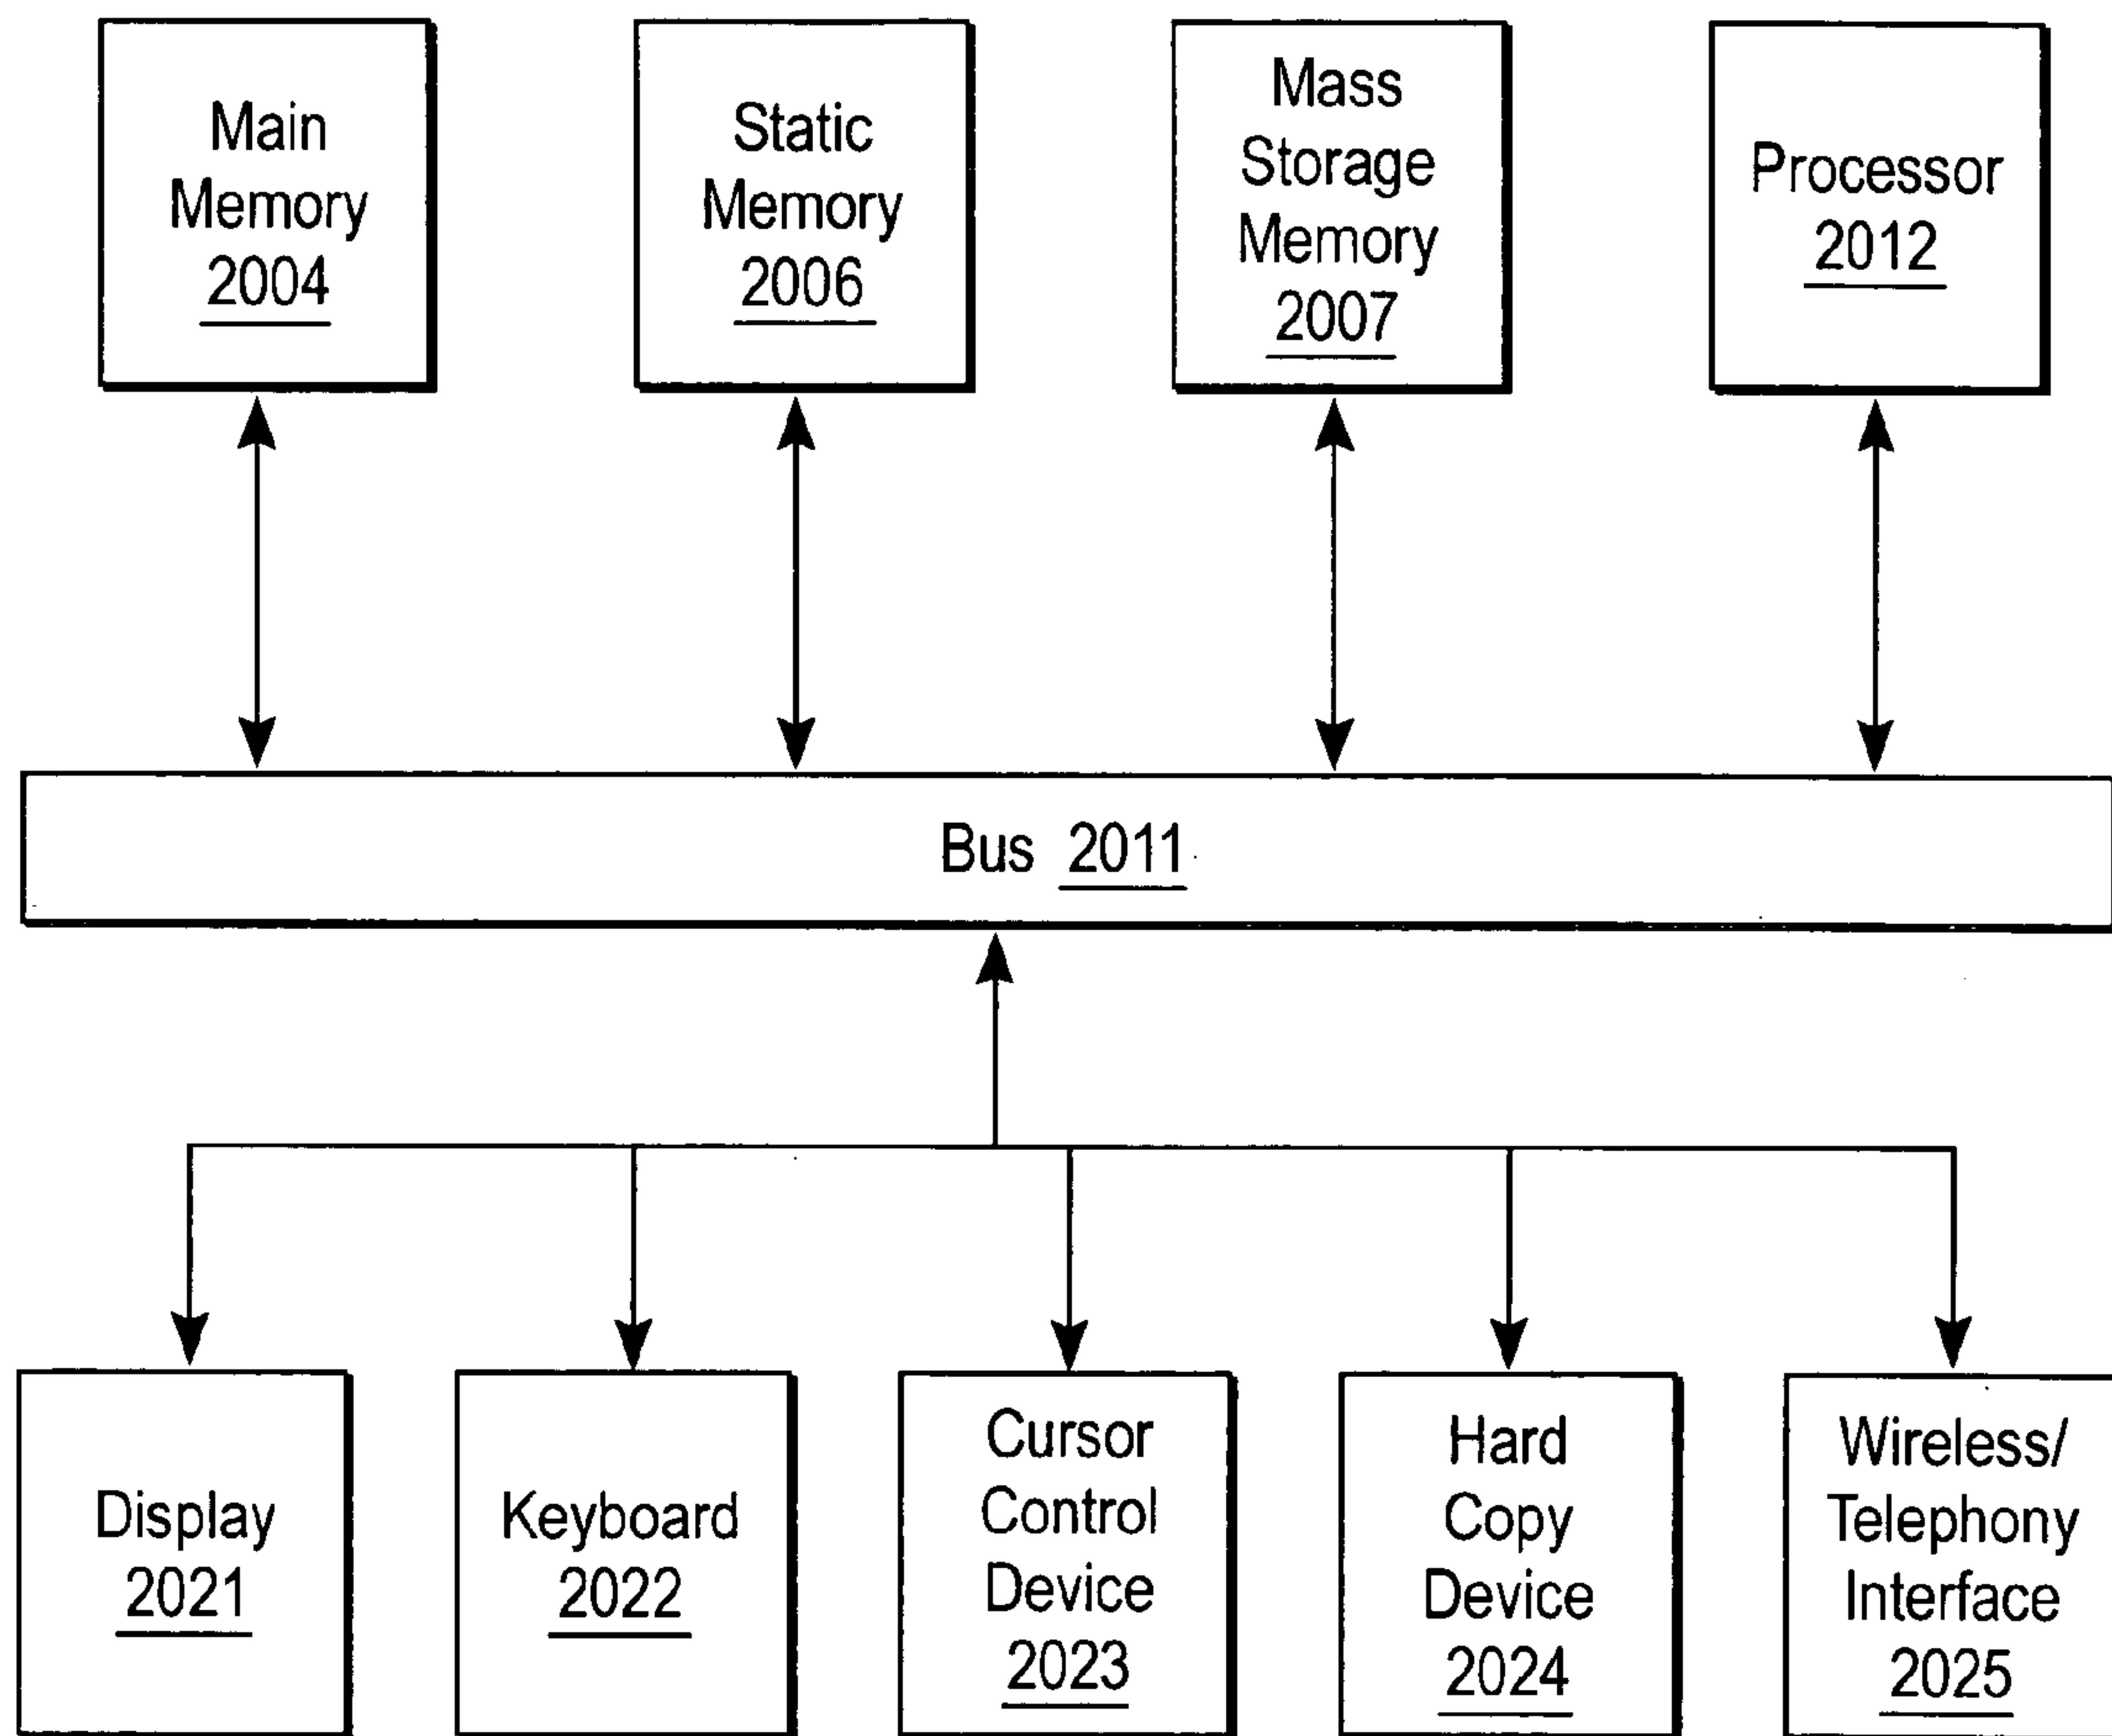 Main
Memory
2004
Static
Memory
2006
Mass
Storage
Memory
2007
Processor
2012
Bus 2011
Display
2021
Keyboard
2022
Cursor
Control
Device
2023
Hard
Copy
Device
2024
Wireless/
Telephony
Interface
2025